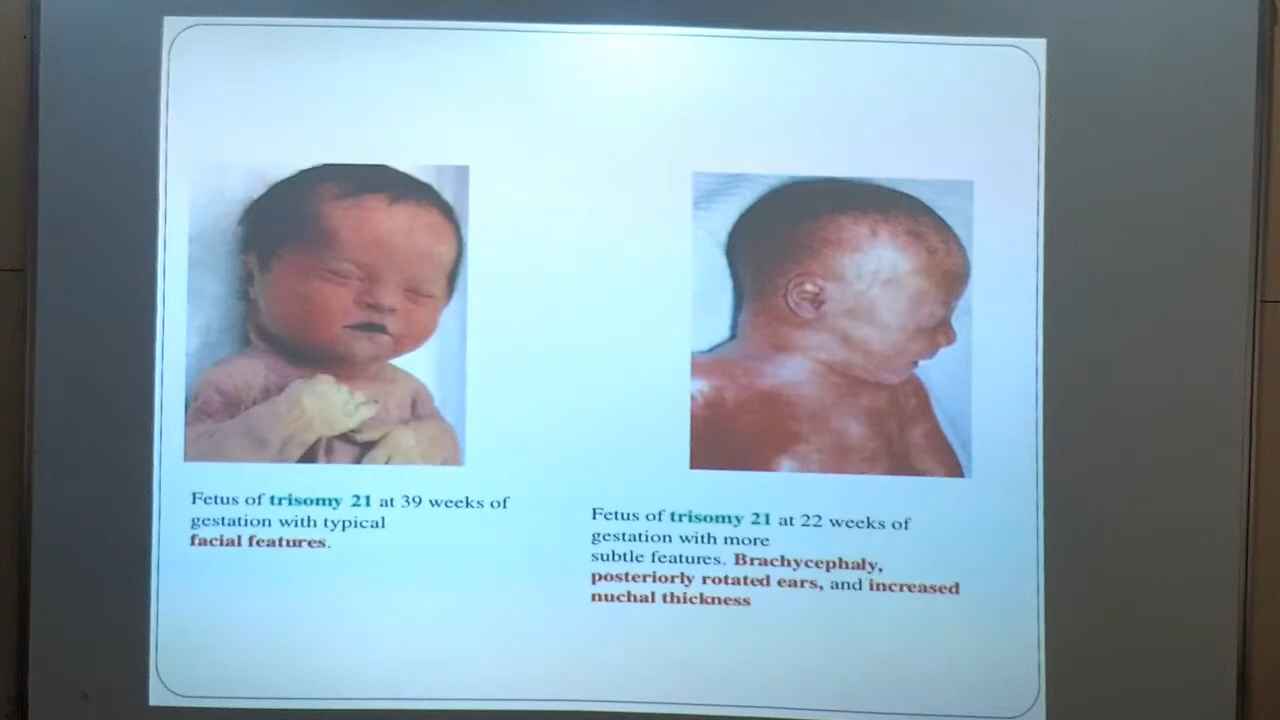 Fetus of trisomy 21 at 39 weeks of
gestation with typical
facial features.
Fetus of trisomy 21 at 22 weeks of
gestation with more
subtle features. Brachycephaly,
posteriorly rotated ears, and increased
nuchal thickness